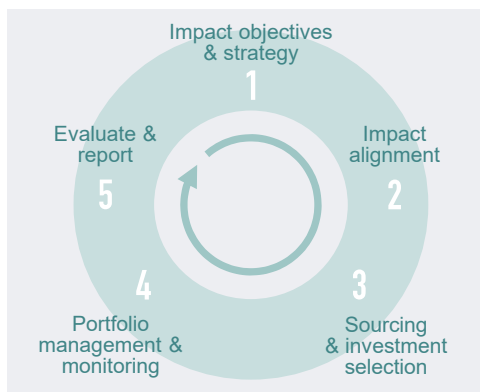 Impact objectives
& strategy
1
Impact
alignment
2
3
Sourcing
& investment
selection
4
Portfolio
management &
monitoring
Evaluate &
report
5